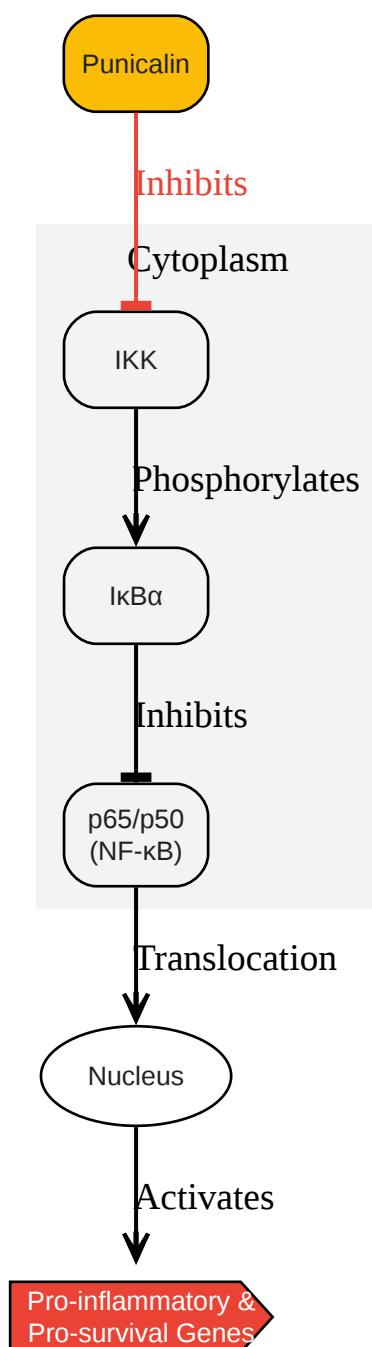 Punicalin
Inhibits
Cytoplasm
IKK
Phosphorylates
IκBα
Inhibits
p65/p50
(NF-κB)
Translocation
Nucleus
Activates
Pro-inflammatory &
Pro-survival Genes